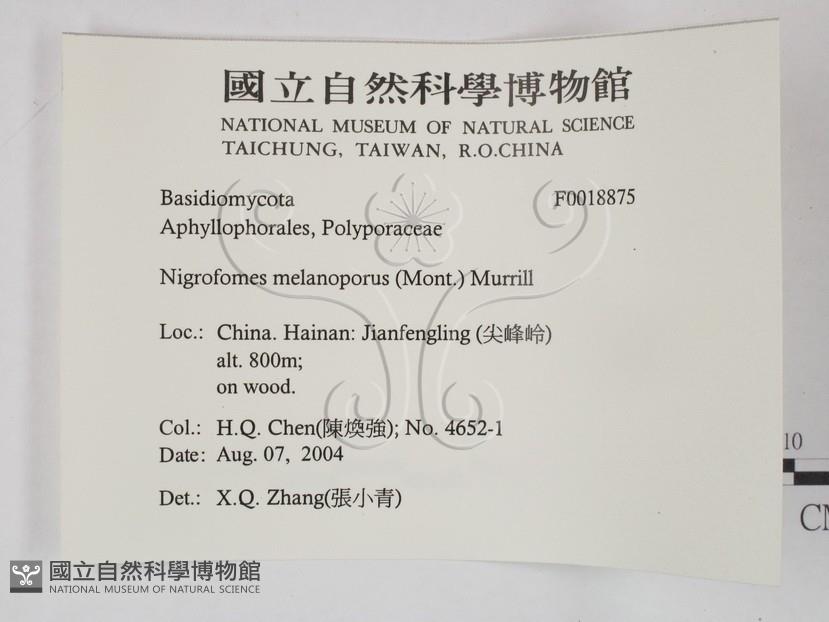 國立自然科學博物館
NATIONAL MUSEUM OF NATURAL SCIENCE
TAICHUNG, TAIWAN, R.O.CHINA
Basidiomycota F0018875
Aphyllophorales, Polyporaceae
Nigrofomes melanoporus (Mont.) Murrill
Loc.: China. Hainan: Jianfengling (尖峰岭)
alt. 800m;
on wood.
Col.: H.Q. Chen(陳煥強); No. 4652-1
Date: Aug. 07, 2004
Det.: X.Q. Zhang(張小青)
10
CM
國立自然科學博物館
NATIONAL MUSEUM OF NATURAL SCIENCE